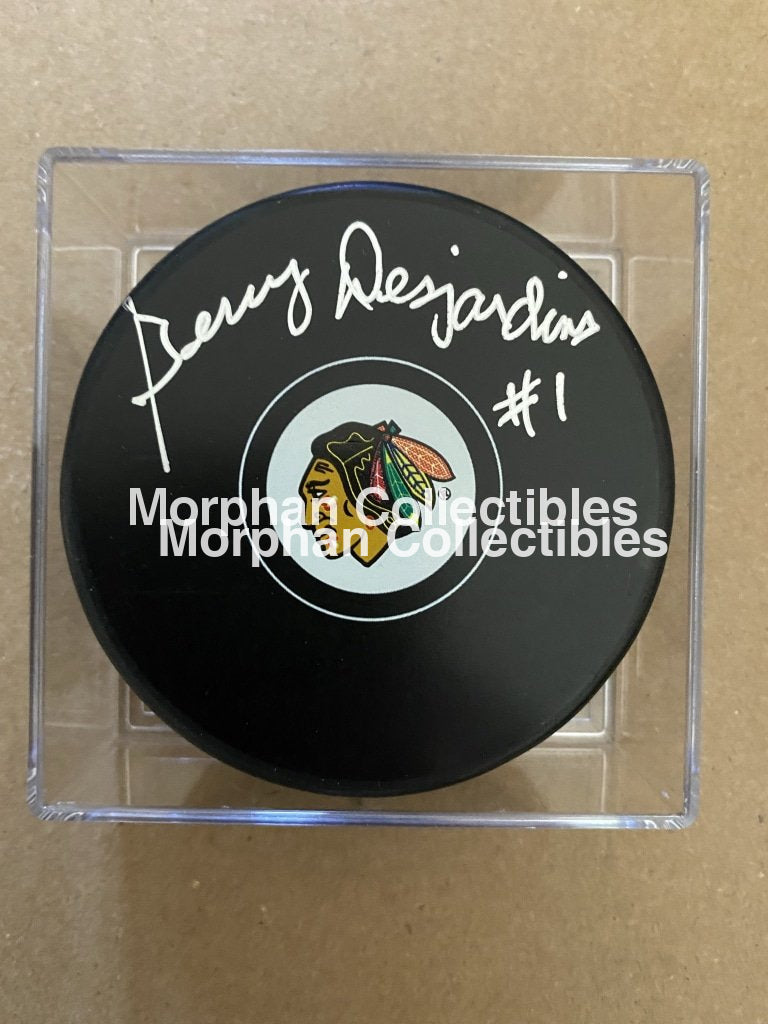 Gerry Desjardins
#1
®
Morphan Collectibles
Morphan Collectibles